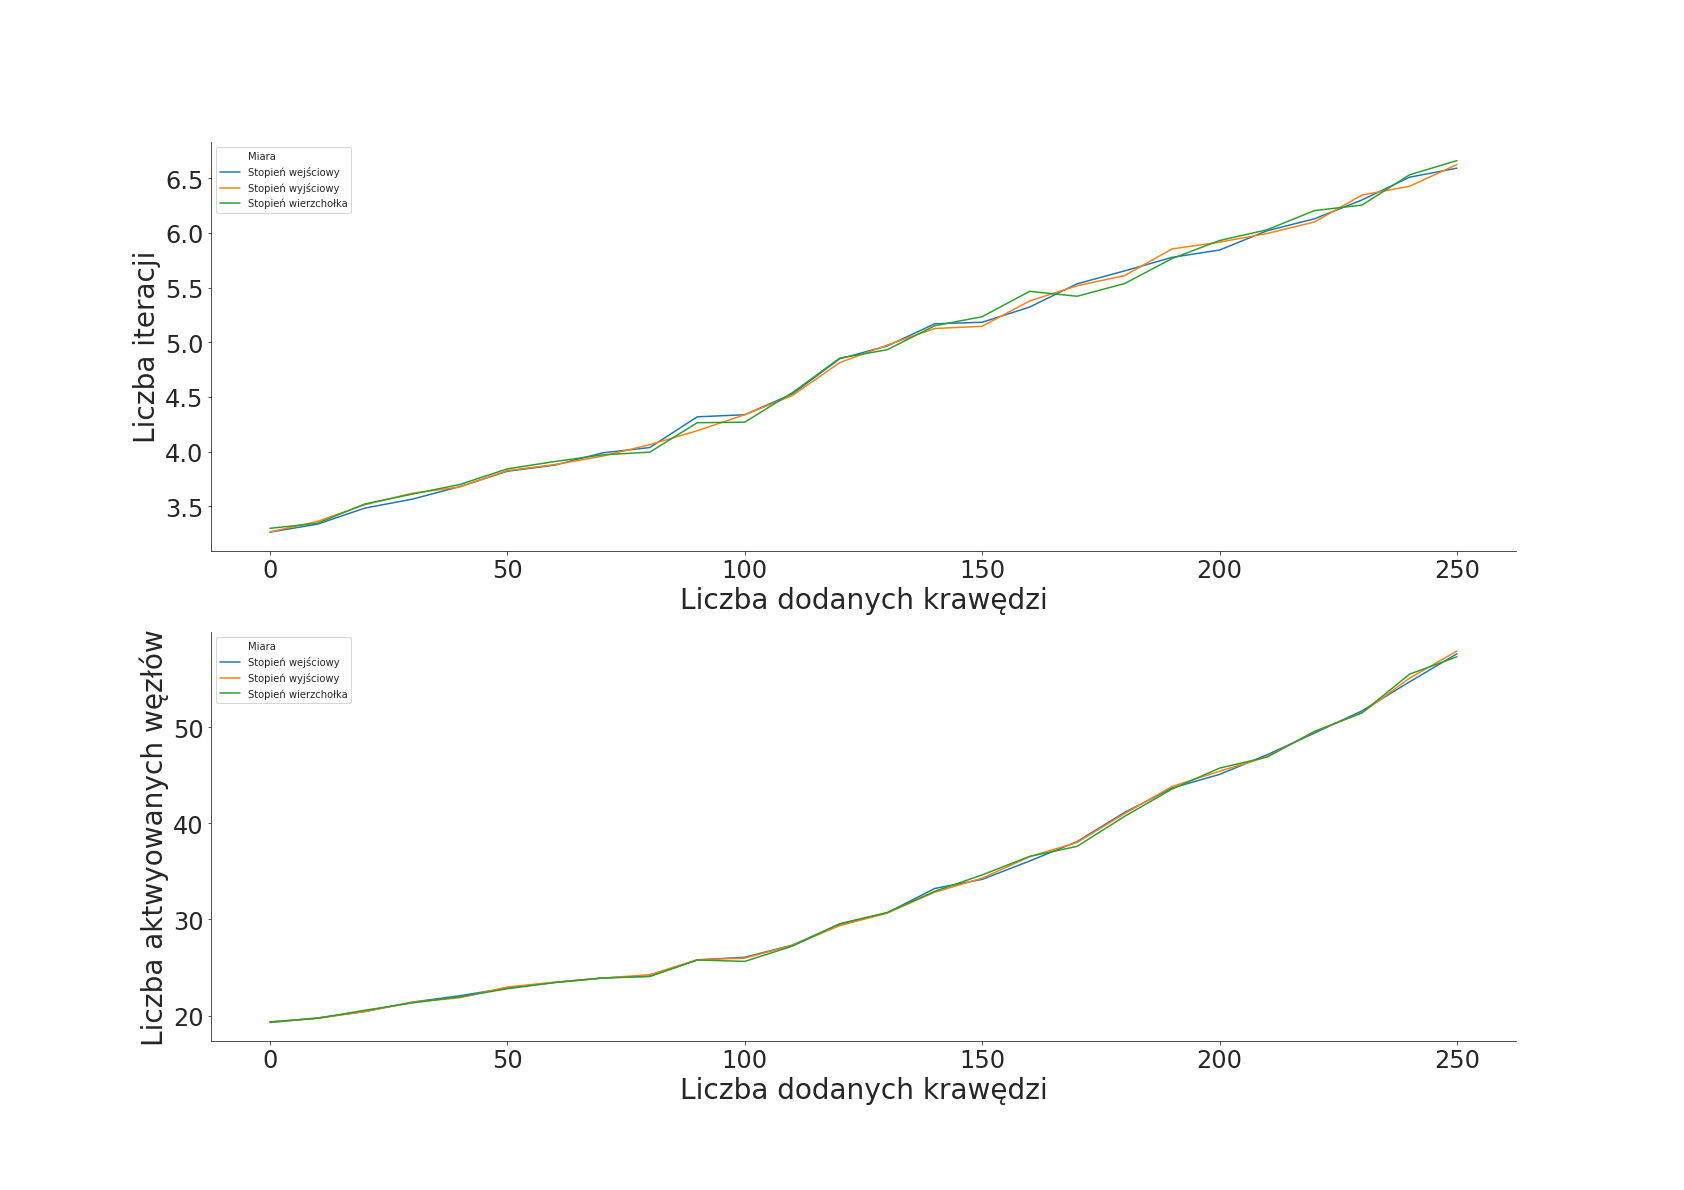 Miara
Stopień wejściowy
Stopień wyjściowy
Stopień wierzchołka
6.5
6.0
5.5
5.0
4.5
4.0
3.5
Liczba iteracji
0 50 100 150 200 250
Liczba dodanych krawędzi
Miara
Stopień wejściowy
Stopień wyjściowy
Stopień wierzchołka
50
40
30
20
Liczba aktwyowanych węzłów
0 50 100 150 200 250
Liczba dodanych krawędzi